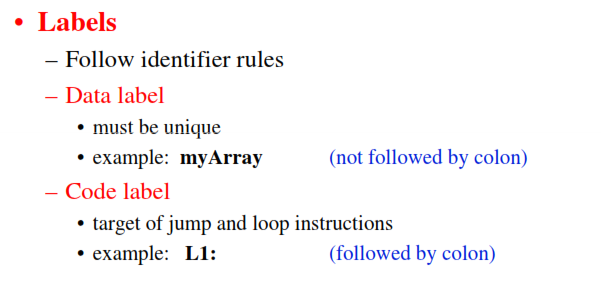 • Labels
– Follow identifier rules
– Data label
• must be unique
• example: myArray (not followed by colon)
– Code label
• target of jump and loop instructions
• example: L1: (followed by colon)